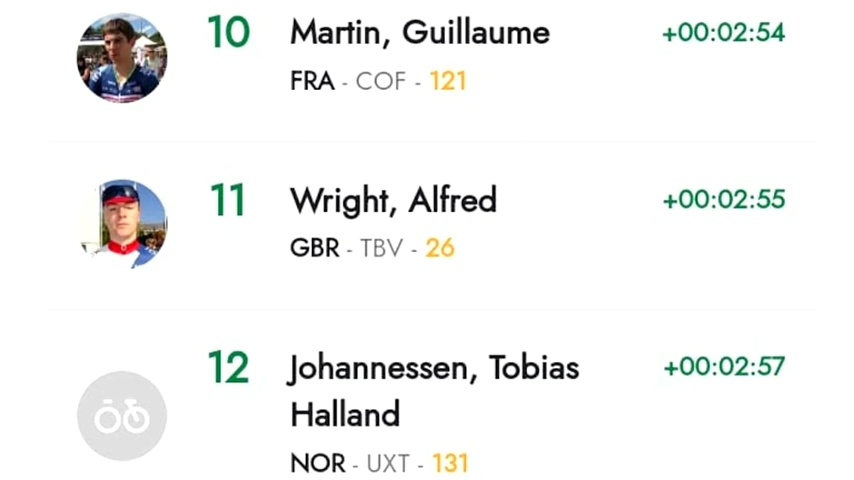 10 Martin, Guillaume +00:02:54
FRA - COF - 121
11 Wright, Alfred +00:02:55
GBR - TBV - 26
12 Johannessen, Tobias +00:02:57
Halland
NOR - UXT - 131